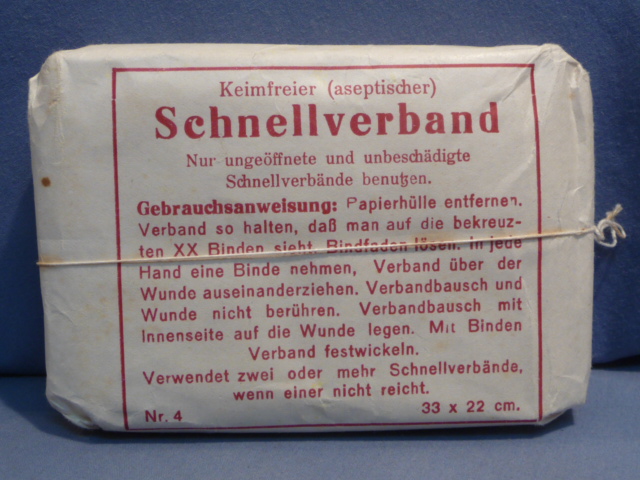 Keimfreier (aseptischer)
Schnellverband
Nur ungeöffnete und unbeschädigte
Schnellverbände benutzen.
Gebrauchsanweisung: Papierhülle entfernen.
Verband so halten, daß man auf die bekreuz-
ten XX Binden sieht. Bindfaden lösen. In jede
Hand eine Binde nehmen, Verband über der
Wunde auseinanderziehen. Verbandbausch und
Wunde nicht berühren. Verbandbausch mit
Innenseite auf die Wunde legen. Mit Binden
Verband festwickeln.
Verwendet zwei oder mehr Schnellverbände,
wenn einer nicht reicht.
Nr. 4 33 x 22 cm.